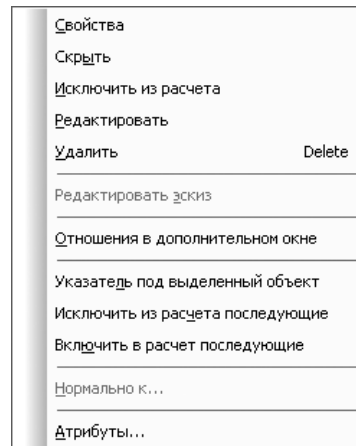 Свойства
Скрыть
Исключить из расчета
Редактировать
Удалить Delete
Редактировать эскиз
Отношения в дополнительном окне
Указатель под выделенный объект
Исключить из расчета последующие
Включить в расчет последующие
Нормально к...
Атрибуты...